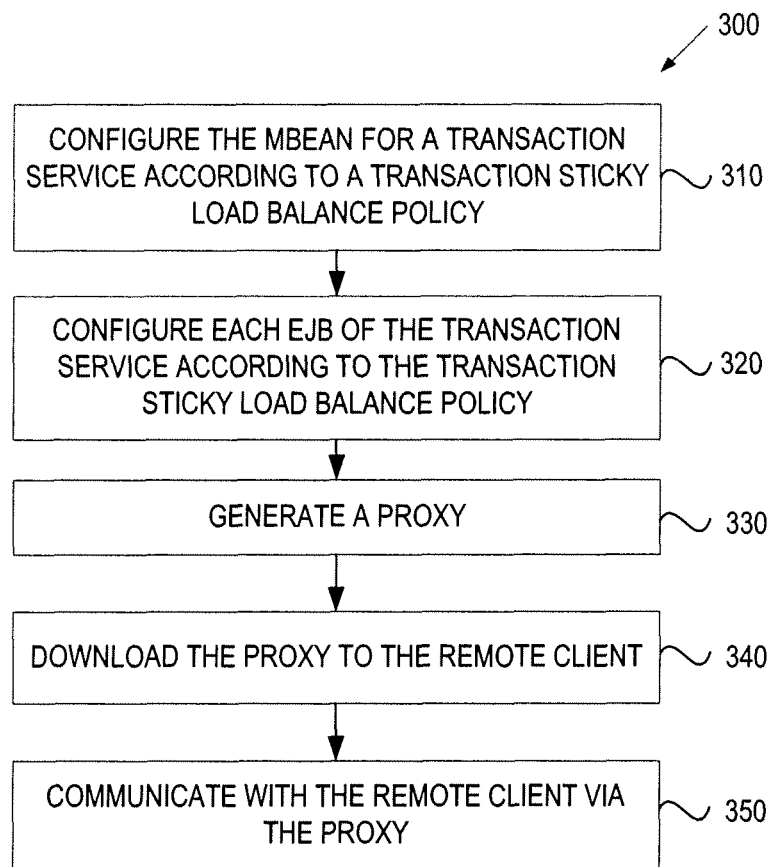 300
CONFIGURE THE MBEAN FOR A TRANSACTION
SERVICE ACCORDING TO A TRANSACTION STICKY
LOAD BALANCE POLICY
310
CONFIGURE EACH EJB OF THE TRANSACTION
SERVICE ACCORDING TO THE TRANSACTION
STICKY LOAD BALANCE POLICY
320
GENERATE A PROXY
330
DOWNLOAD THE PROXY TO THE REMOTE CLIENT
340
COMMUNICATE WITH THE REMOTE CLIENT VIA
THE PROXY
350